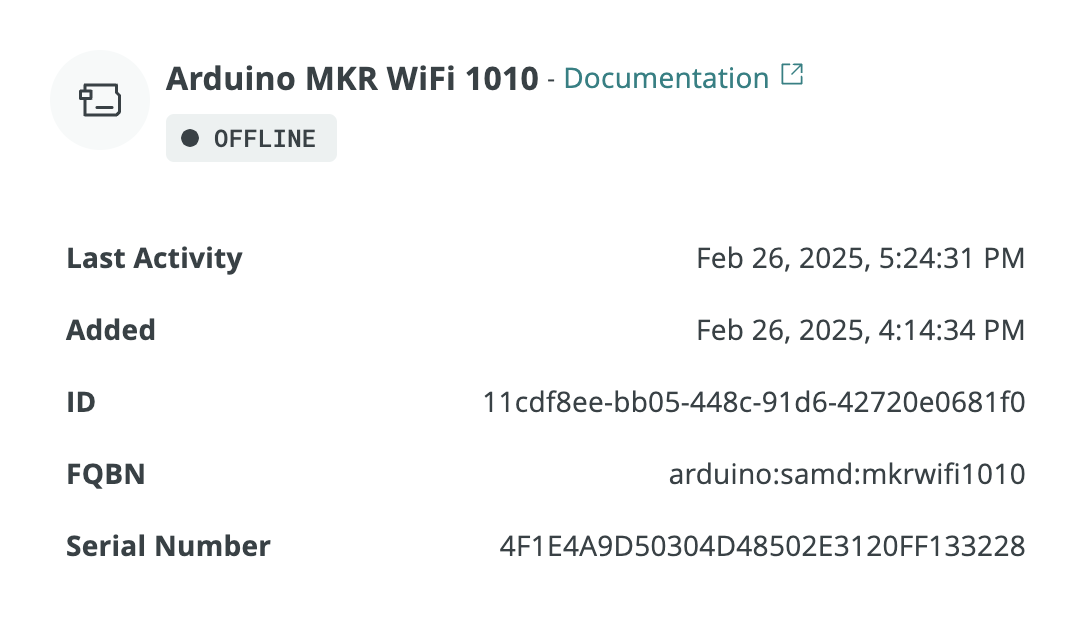 Arduino MKR WiFi 1010 - Documentation
OFFLINE
Last Activity Feb 26, 2025, 5:24:31 PM
Added Feb 26, 2025, 4:14:34 PM
ID 11cdf8ee-bb05-448c-91d6-42720e0681f0
FQBN arduino:samd:mkrwifi1010
Serial Number 4F1E4A9D50304D48502E3120FF133228